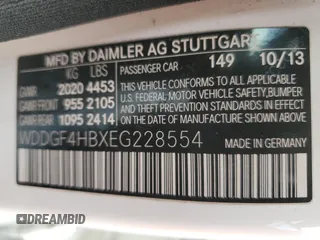 MFD BY DAIMLER AG STUTTGART
KG LBS PASSENGER CAR 149 10/13
GVWR 2020 4453
GAWR FRONT 955 2105
GAWR REAR 1095 2414
THIS VEHICLE CONFORMS TO ALL APPLICABLE
U.S. FEDERAL MOTOR VEHICLE SAFETY, BUMPER
AND THEFT PREVENTION STANDARDS IN EFFECT
ON THE DATE OF MANUFACTURE SHOWN ABOVE.
WDDGF4HBXEG228554
MADE IN GERMANY
DREAMBID